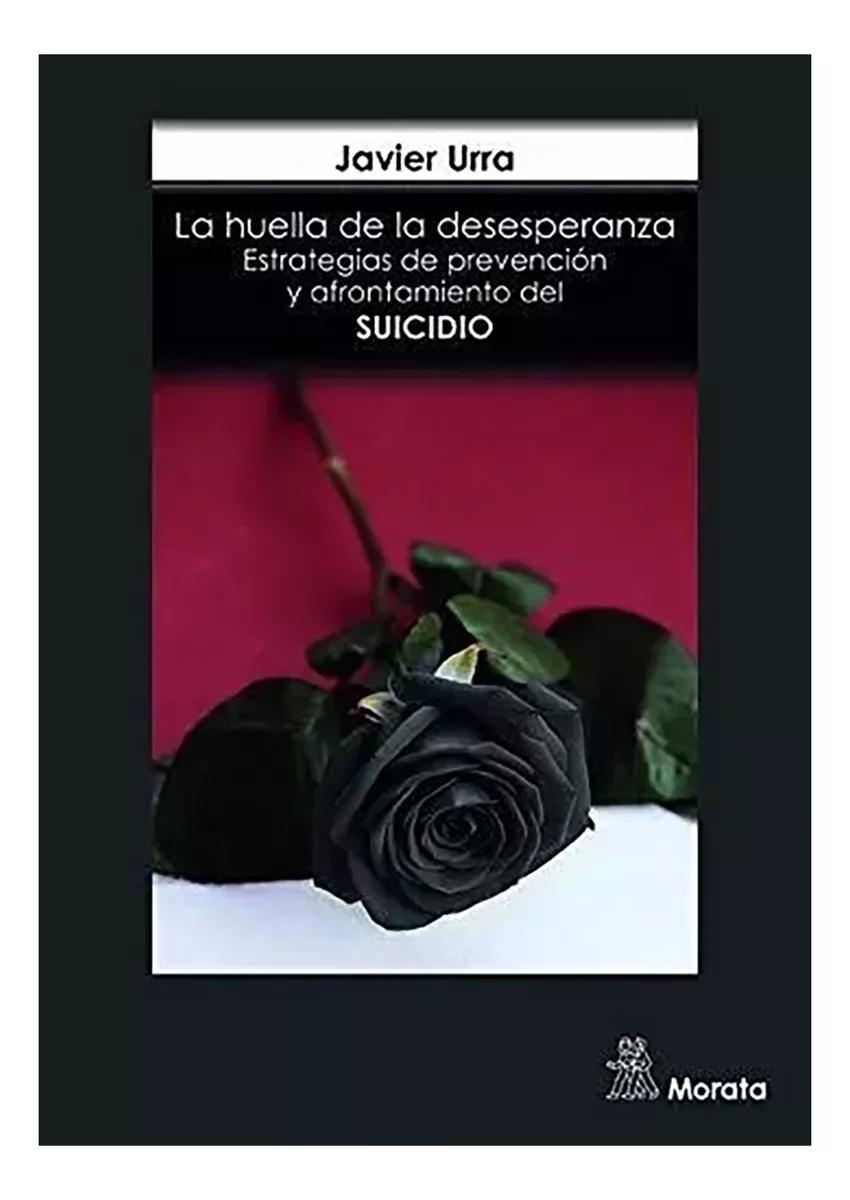 Javier Urra
La huella de la desesperanza
Estrategias de prevención
y afrontamiento del
SUICIDIO
Morata